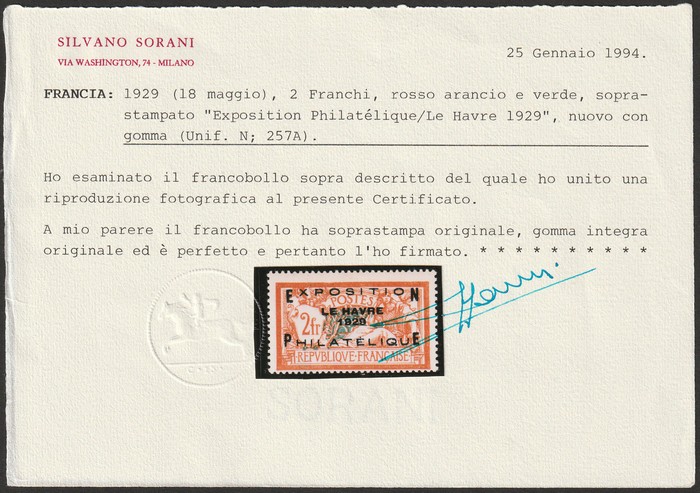 SILVANO SORANI
VIA WASHINGTON, 74 - MILANO
25 Gennaio 1994.
FRANCIA: 1929 (18 maggio), 2 Franchi, rosso arancio e verde, sopra-
stampato "Exposition Philatélique/Le Havre 1929", nuovo con
gomma (Unif. N; 257A).
Ho esaminato il francobollo sopra descritto del quale ho unito una
riproduzione fotografica al presente Certificato.
A mio parere il francobollo ha soprastampa originale, gomma integra
originale ed è perfetto e pertanto l'ho firmato. * * * * * * * * * *
EXPOSITION
POSTES
LE HAVRE
2fr
1929
PHILATÉLIQUE
REPVBLIQVE FRANÇAISE
SORANI